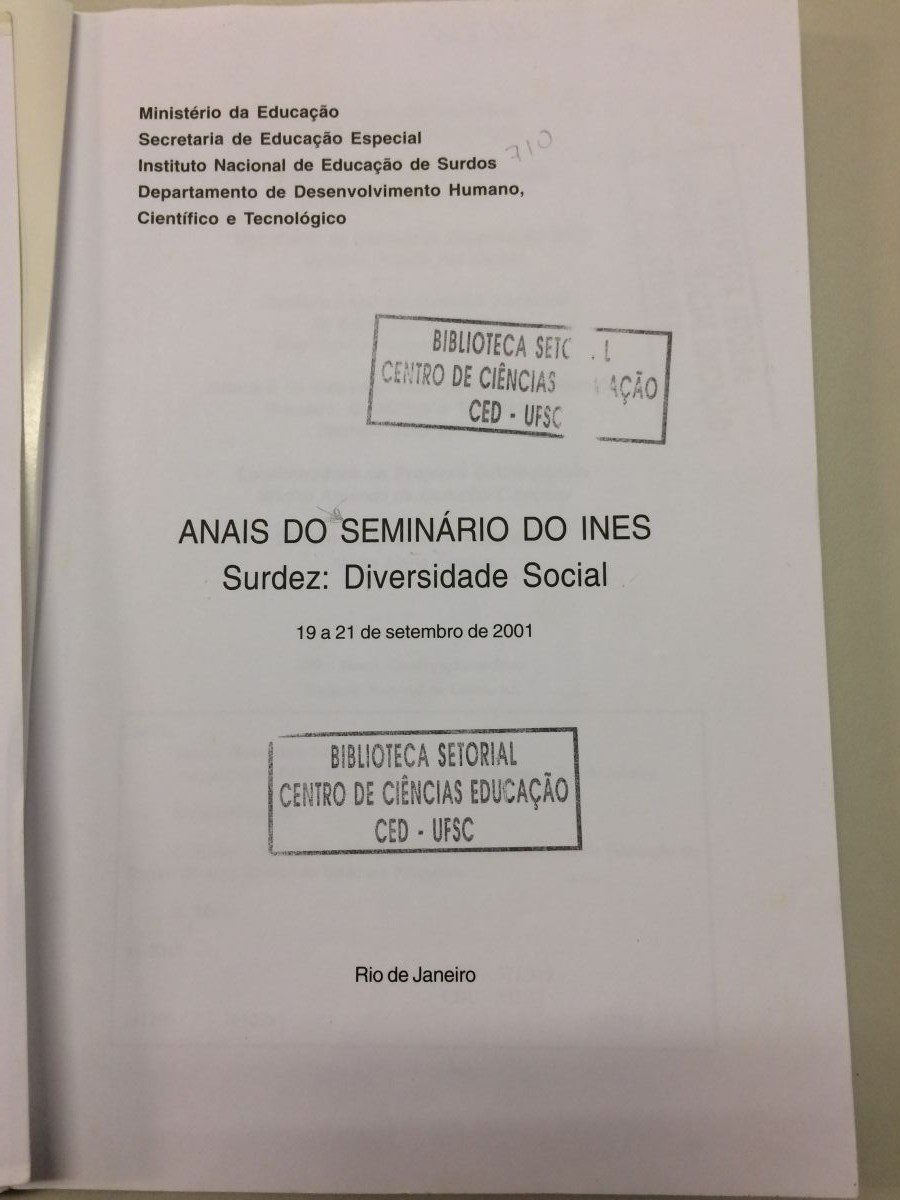 Ministério da Educação
Secretaria de Educação Especial
Instituto Nacional de Educação de Surdos
710
Departamento de Desenvolvimento Humano,
Científico e Tecnológico
BIBLIOTECA
CENTRO DE CIÊNCIAS
CED - UFSC
ANAIS DO SEMINÁRIO DO INES
Surdez: Diversidade Social
19 a 21 de setembro de 2001
BIBLIOTECA SETORIAL
CENTRO DE CIÊNCIAS EDUCAÇÃO
CED - UFSC
Rio de Janeiro